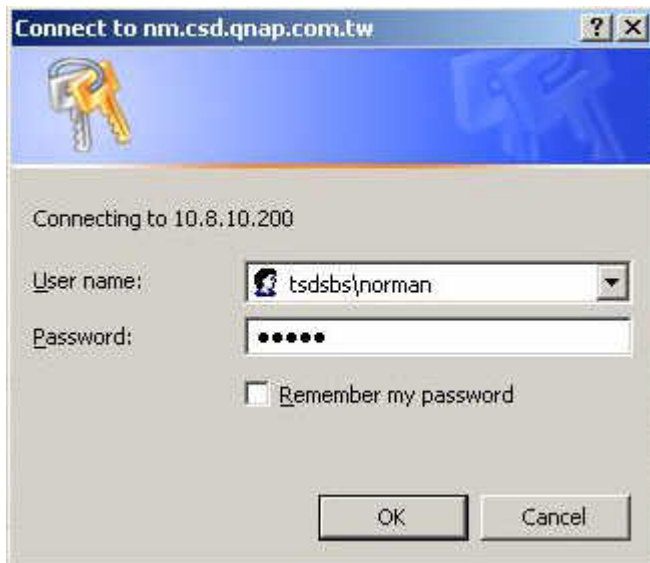 Connect to nm.csd.qnap.com.tw
Connecting to 10.8.10.200
User name: tsdsbs\norman
Password: •••••
Remember my password
OK Cancel